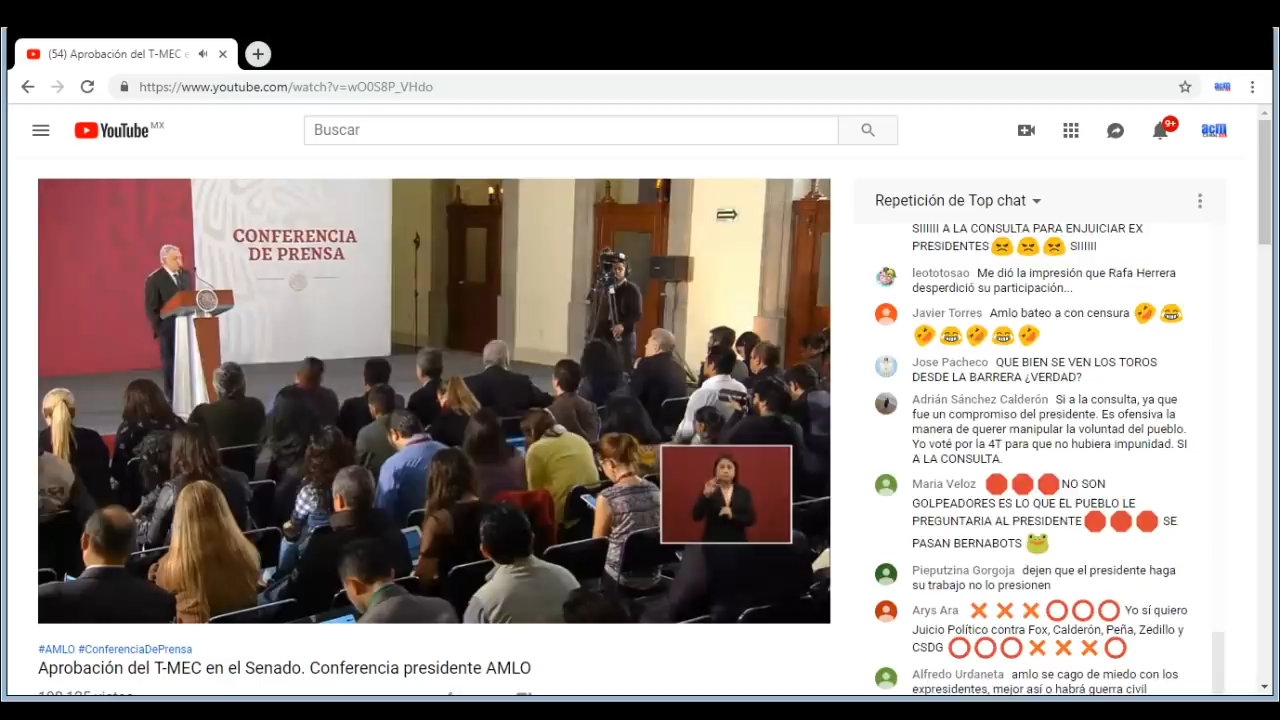 (54) Aprobación del T-MEC e
https://www.youtube.com/watch?v=wO0S8P_VHdo
acm
YouTube MX
Buscar
9+
acm
CONFERENCIA
DE PRENSA
#AMLO #ConferenciaDePrensa
Aprobación del T-MEC en el Senado. Conferencia presidente AMLO
Repetición de Top chat
SIIIIII A LA CONSULTA PARA ENJUICIAR EX
PRESIDENTES😠😠😠 SIIIIII
leototosao Me dió la impresión que Rafa Herrera
desperdició su participación...
Javier Torres Amlo bateo a con censura 🤣😂
🤣😂🤣😂🤣
Jose Pacheco QUE BIEN SE VEN LOS TOROS
DESDE LA BARRERA ¿VERDAD?
Adrián Sánchez Calderón Si a la consulta, ya que
fue un compromiso del presidente. Es ofensiva la
manera de querer manipular la voluntad del pueblo.
Yo voté por la 4T para que no hubiera impunidad. SI
A LA CONSULTA.
Maria Veloz 🛑🛑🛑NO SON
GOLPEADORES ES LO QUE EL PUEBLO LE
PREGUNTARIA AL PRESIDENTE🛑🛑🛑 SE
PASAN BERNABOTS 🐸
Pieputzina Gorgoja dejen que el presidente haga
su trabajo no lo presionen
Arys Ara ❌❌❌⭕⭕⭕ Yo sí quiero
Juicio Político contra Fox, Calderón, Peña, Zedillo y
CSDG ⭕⭕⭕❌❌❌⭕
Alfredo Urdaneta amlo se cago de miedo con los
expresidentes, mejor así o habrá guerra civil